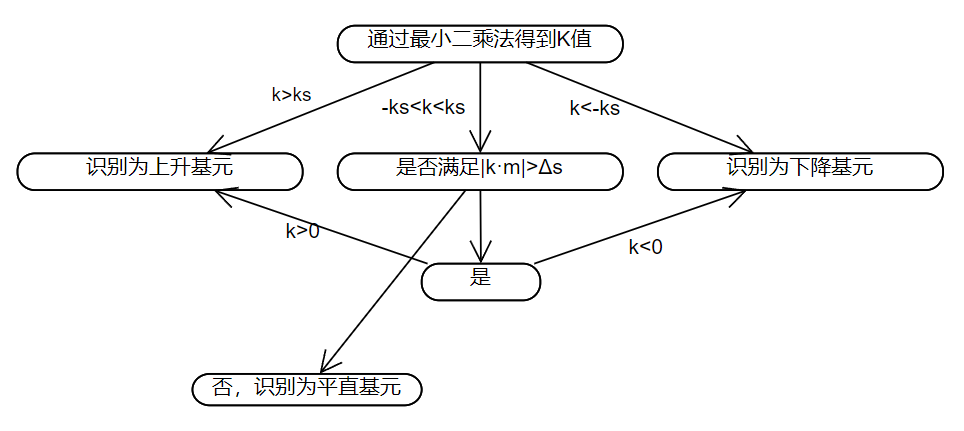 通过最小二乘法得到K值
k>ks
-ks<k<ks
k<-ks
识别为上升基元
是否满足|k·m|>Δs
识别为下降基元
k>0
k<0
是
否，识别为平直基元